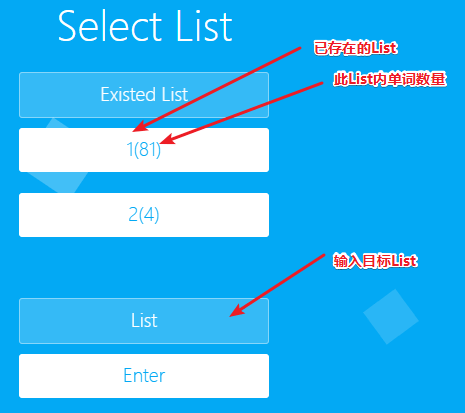 Select List
已存在的List
此List内单词数量
Existed List
1(81)
2(4)
输入目标List
List
Enter